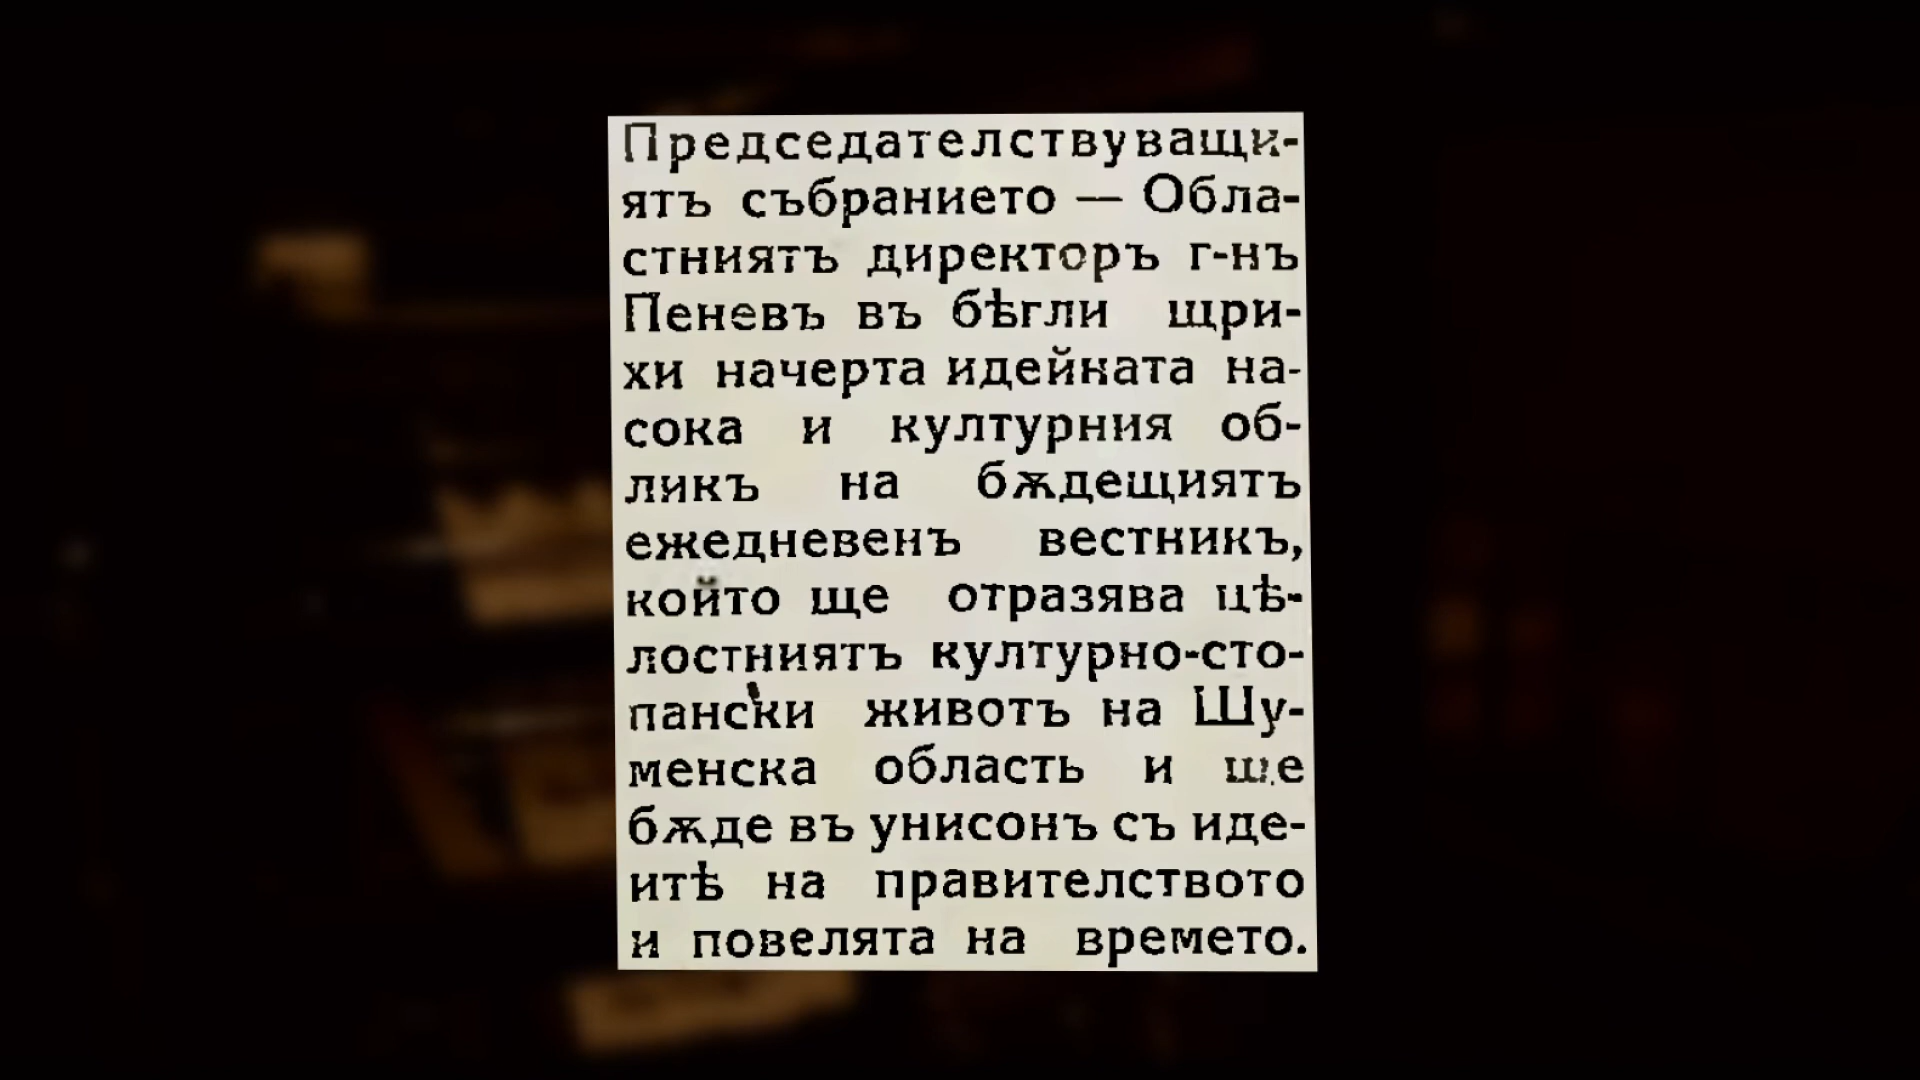 Председателствуващи-
ятъ събранието — Обла-
стниятъ директоръ г-нъ
Пеневъ въ бѣгли щри-
хи начерта идейната на-
сока и културния об-
ликъ на бѫдещиятъ
ежедневенъ вестникъ,
който ще отразява цѣ-
лостниятъ културно-сто-
пански животъ на Шу-
менска область и ще
бѫде въ унисонъ съ иде-
итѣ на правителството
и повелята на времето.